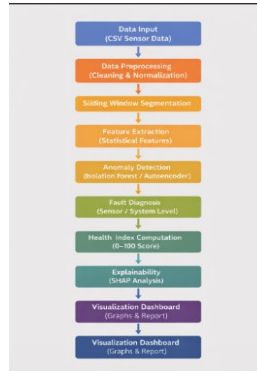 Data Input
(CSV Sensor Data)
Data Preprocessing
(Cleaning & Normalization)
Sliding Window Segmentation
Feature Extraction
(Statistical Features)
Anomaly Detection
(Isolation Forest / Autoencoder)
Fault Diagnosis
(Sensor / System Level)
Health Index Computation
(0–100 Score)
Explainability
(SHAP Analysis)
Visualization Dashboard
(Graphs & Report)
Visualization Dashboard
(Graphs & Report)